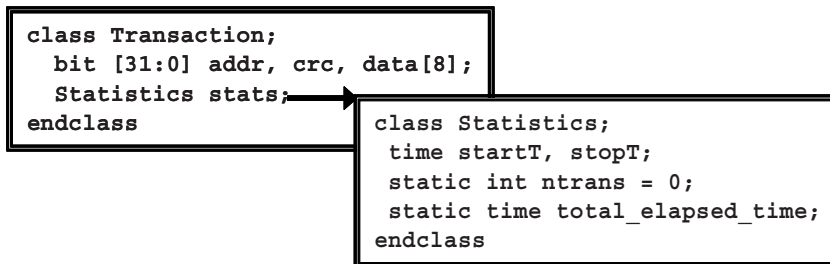 class Transaction;
bit [31:0] addr, crc, data[8];
Statistics stats;
endclass
class Statistics;
time startT, stopT;
static int ntrans = 0;
static time total_elapsed_time;
endclass